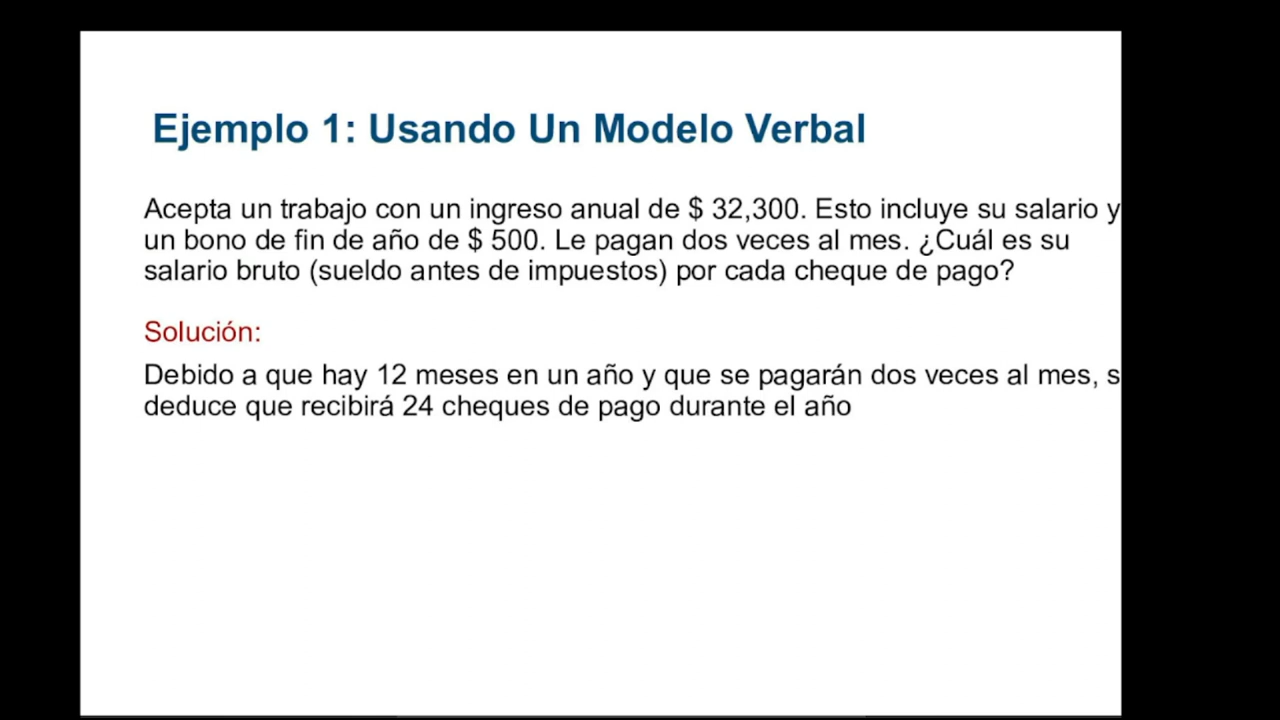 Ejemplo 1: Usando Un Modelo Verbal
Acepta un trabajo con un ingreso anual de $ 32,300. Esto incluye su salario y
un bono de fin de año de $ 500. Le pagan dos veces al mes. ¿Cuál es su
salario bruto (sueldo antes de impuestos) por cada cheque de pago?
Solución:
Debido a que hay 12 meses en un año y que se pagarán dos veces al mes, s
deduce que recibirá 24 cheques de pago durante el año